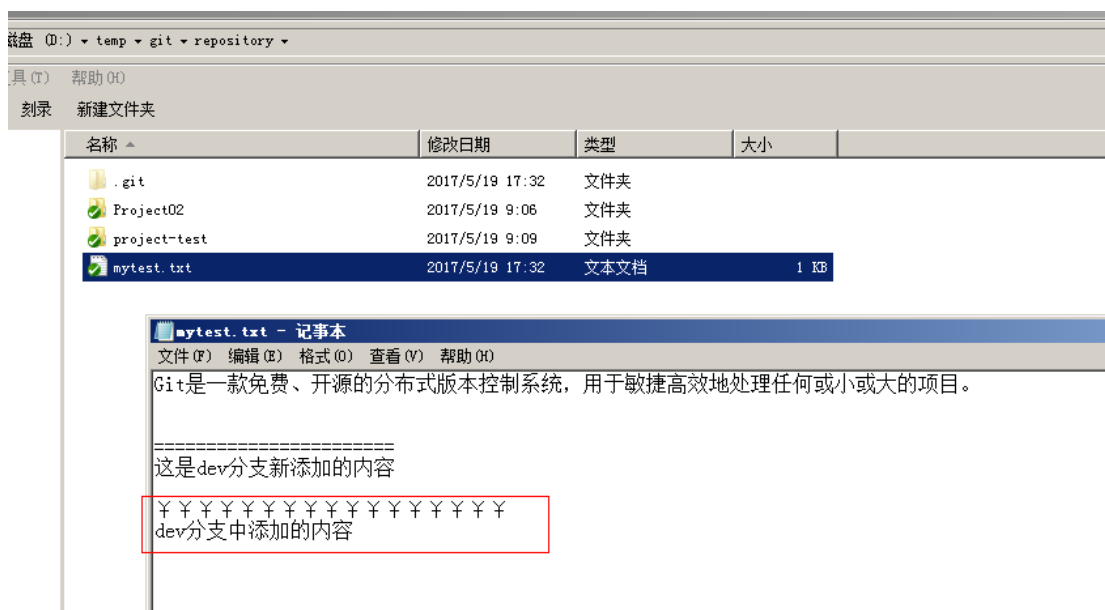 磁盘 (D:) ▾ temp ▾ git ▾ repository ▾
具(T) 帮助(H)
刻录 新建文件夹
名称 修改日期 类型 大小
.git 2017/5/19 17:32 文件夹
Project02 2017/5/19 9:06 文件夹
project-test 2017/5/19 9:09 文件夹
mytest.txt 2017/5/19 17:32 文本文档 1 KB
mytest.txt - 记事本
文件(F) 编辑(E) 格式(O) 查看(V) 帮助(H)
Git是一款免费、开源的分布式版本控制系统，用于敏捷高效地处理任何或小或大的项目。
=======================
这是dev分支新添加的内容
￥￥￥￥￥￥￥￥￥￥￥￥￥￥￥￥￥
dev分支中添加的内容